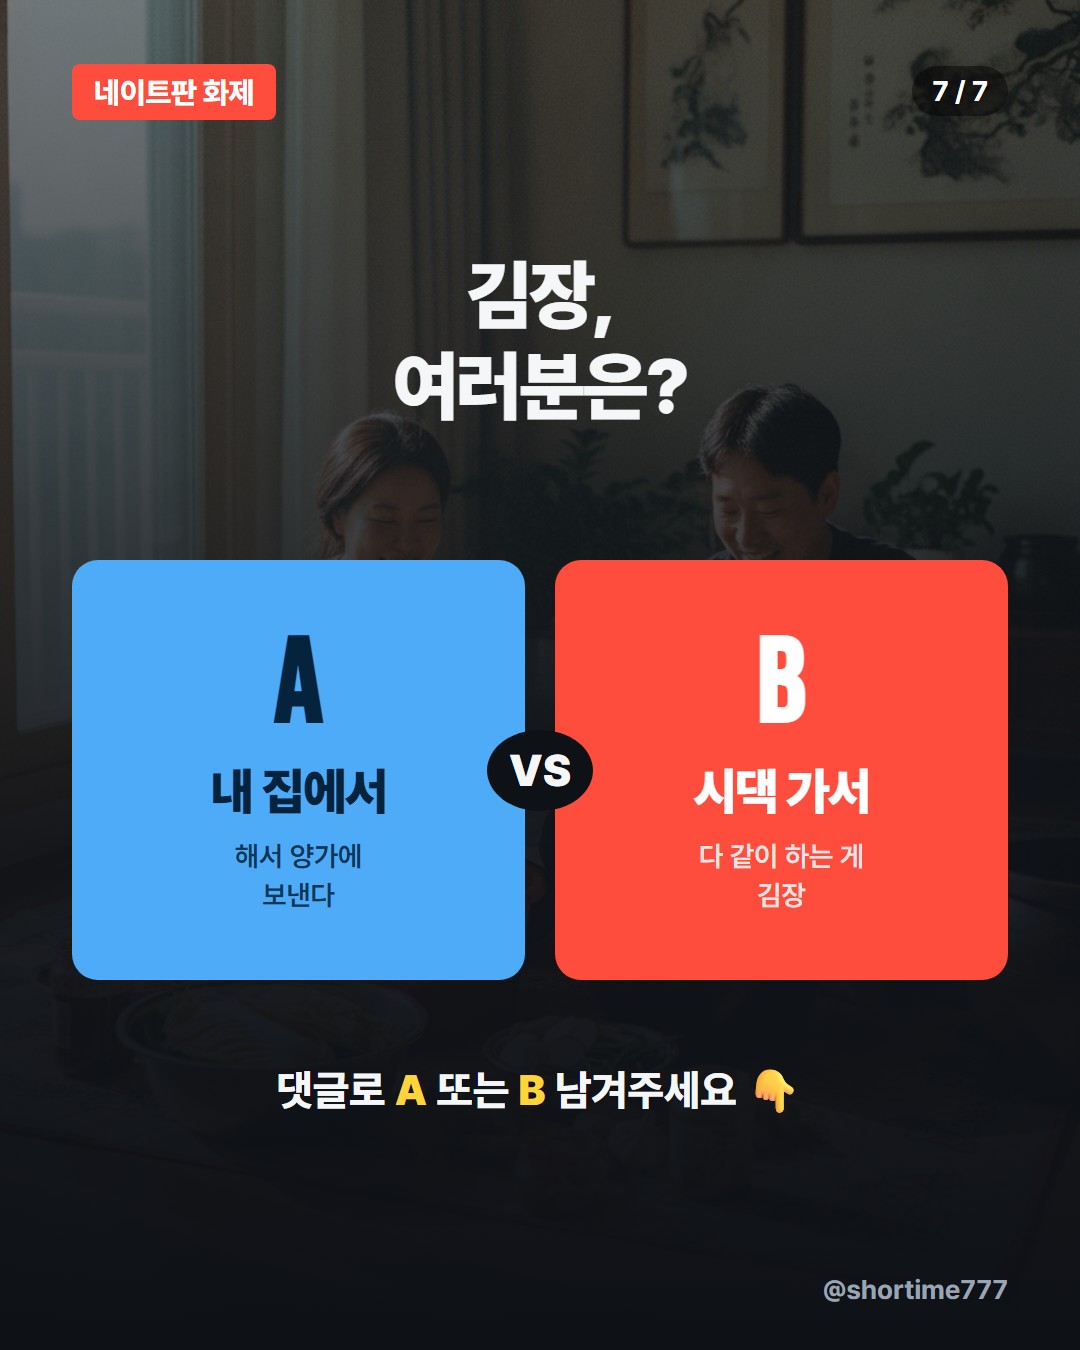 네이트판 화제
7 / 7
김장,
여러분은?
A
내 집에서
해서 양가에
보낸다
VS
B
시댁 가서
다 같이 하는 게
김장
댓글로 A 또는 B 남겨주세요 👇
@shortime777